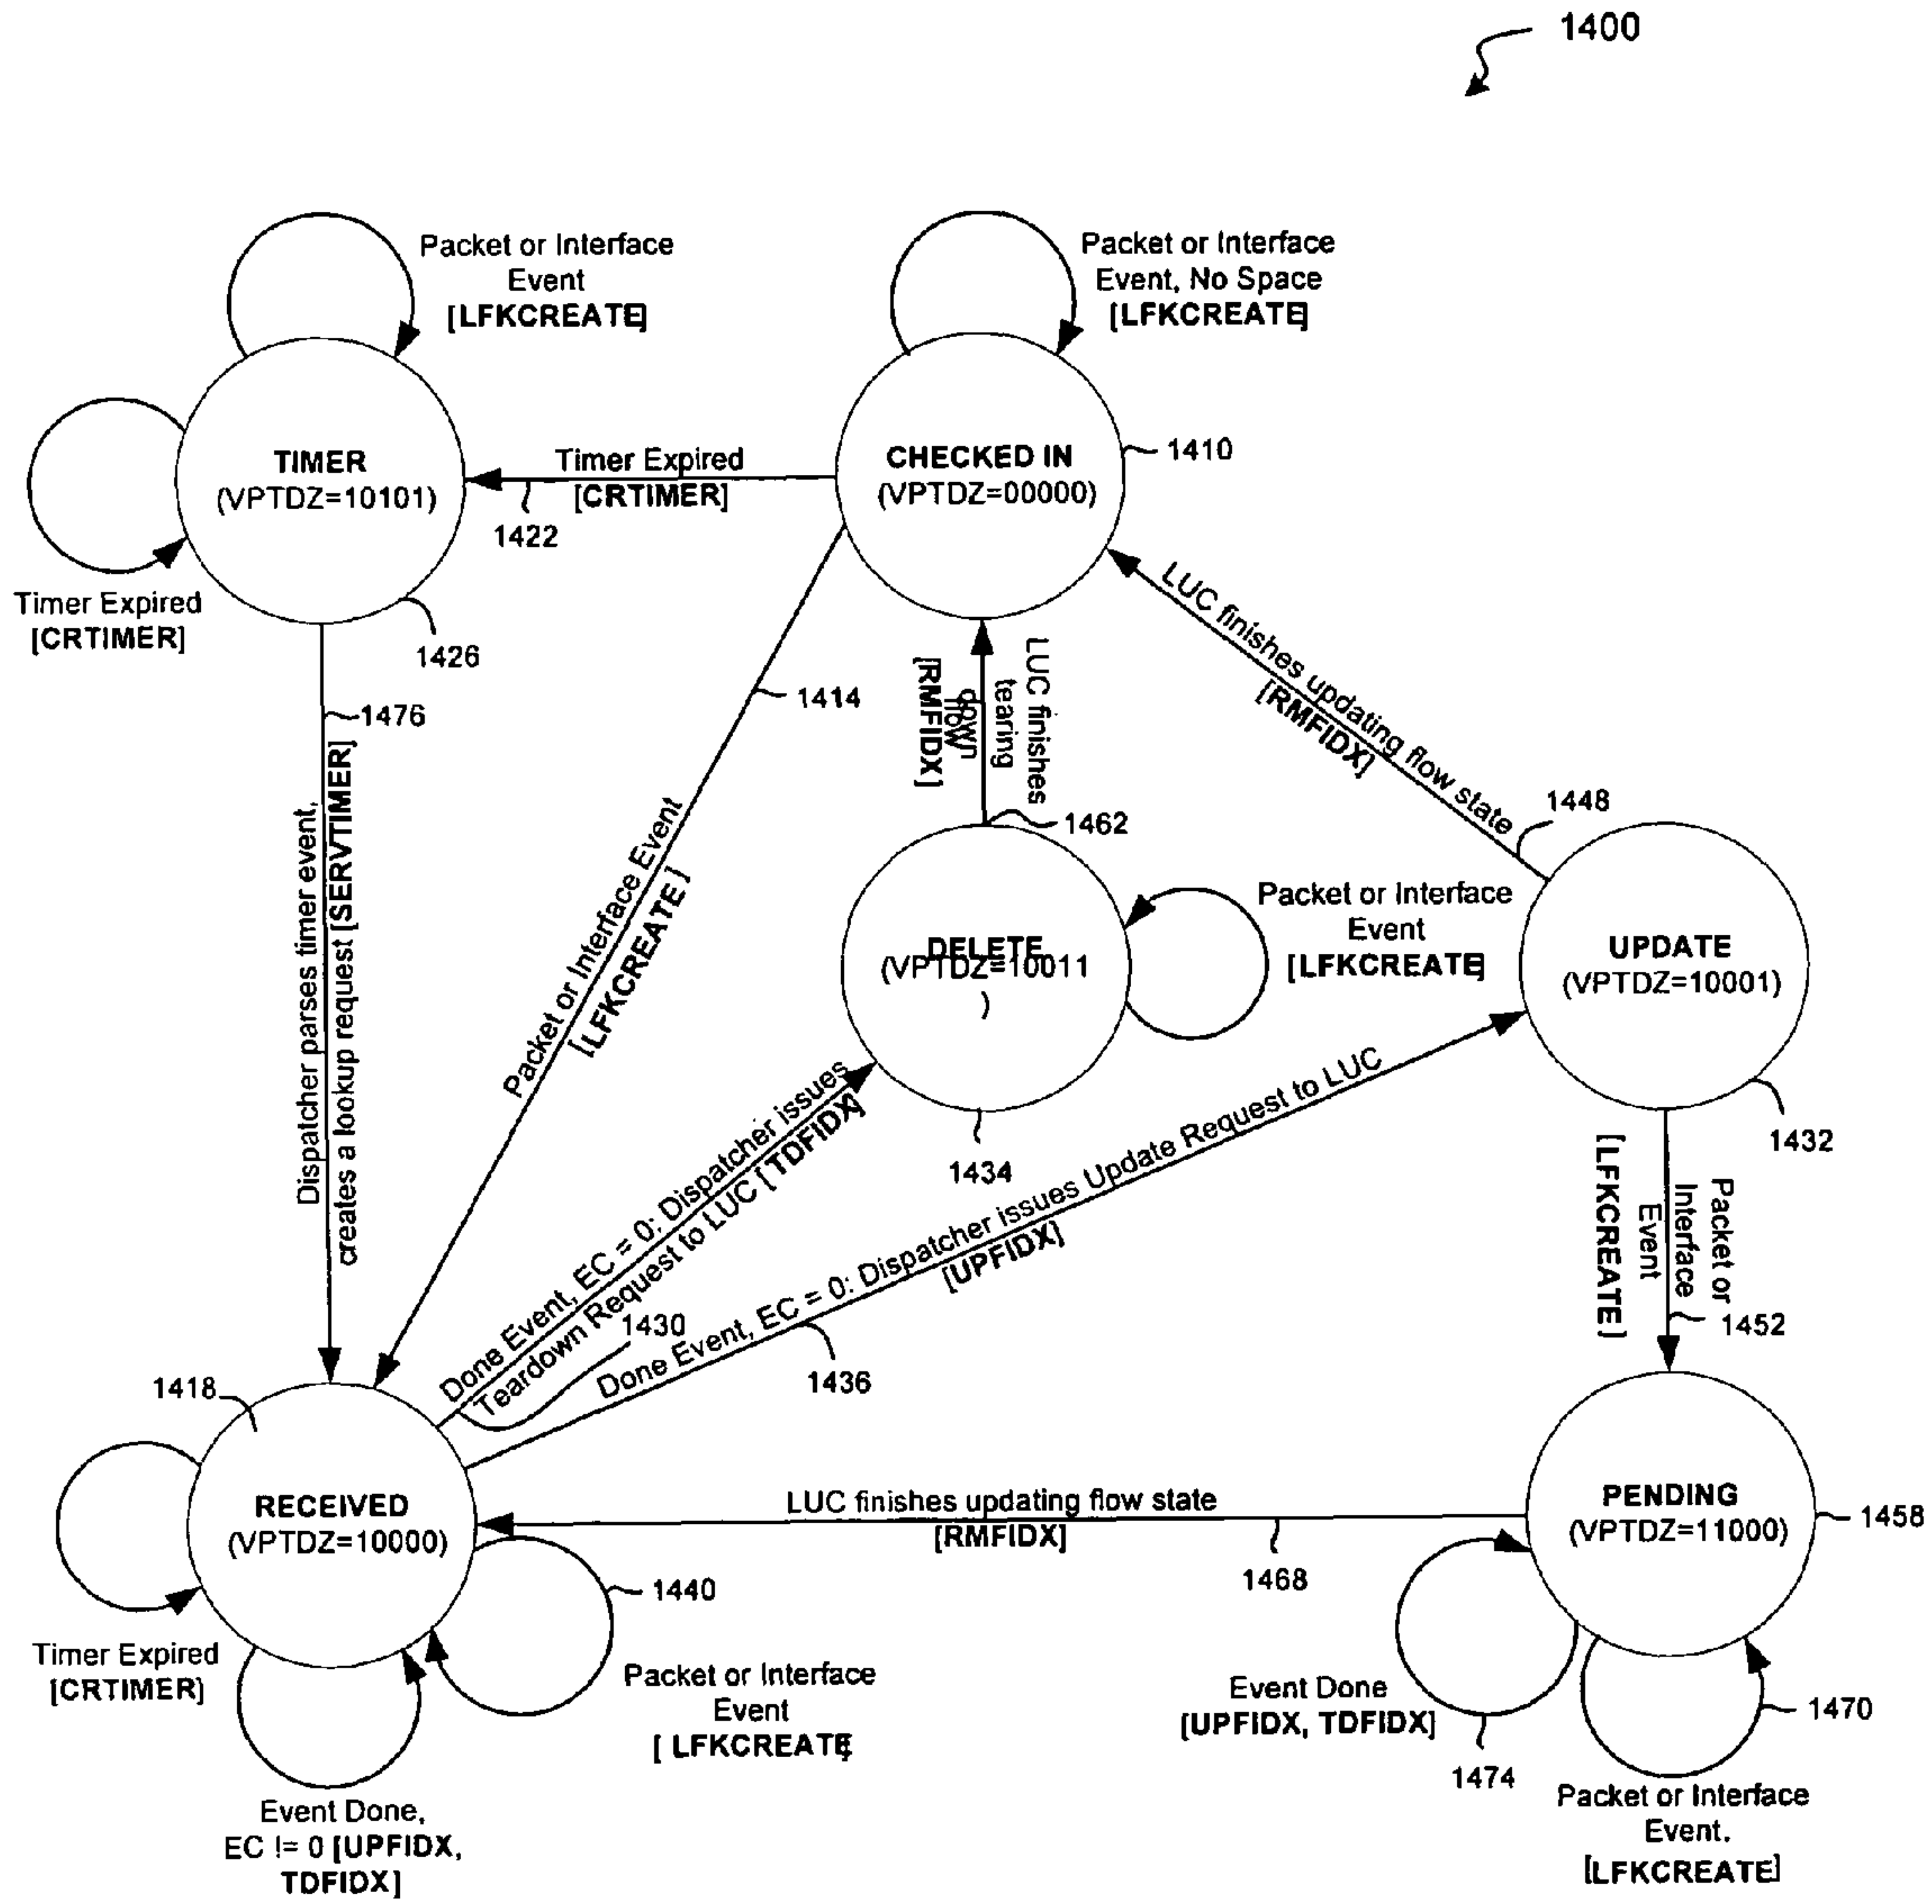 1400
Packet or Interface
Event
[LFKCREATE]
Packet or Interface
Event, No Space
[LFKCREATE]
TIMER
(VPTDZ=10101)
Timer Expired
[CRTIMER]
1422
CHECKED IN
(VPTDZ=00000)
1410
Timer Expired
[CRTIMER]
1426
1476
Dispatcher parses timer event,
creates a lookup request [SERVTIMER]
1414
Packet or Interface Event
[LFKCREATE]
LUC finishes
tearing
down
flow
[RMFIDX]
1462
LUC finishes updating flow state
[RMFIDX]
1448
DELETE
(VPTDZ=10011
)
1434
Packet or Interface
Event
[LFKCREATE]
UPDATE
(VPTDZ=10001)
1432
Packet or
Interface
Event
[LFKCREATE]
1452
Done Event, EC = 0: Dispatcher issues
Teardown Request to LUC [TDFIDX]
1430
Done Event, EC = 0: Dispatcher issues Update Request to LUC
[UPFIDX]
1436
1418
RECEIVED
(VPTDZ=10000)
LUC finishes updating flow state
[RMFIDX]
1468
PENDING
(VPTDZ=11000)
1458
1440
Timer Expired
[CRTIMER]
Packet or Interface
Event
[ LFKCREATE]
Event Done,
EC != 0 [UPFIDX,
TDFIDX]
Event Done
[UPFIDX, TDFIDX]
1474
1470
Packet or Interface
Event.
[LFKCREATE]